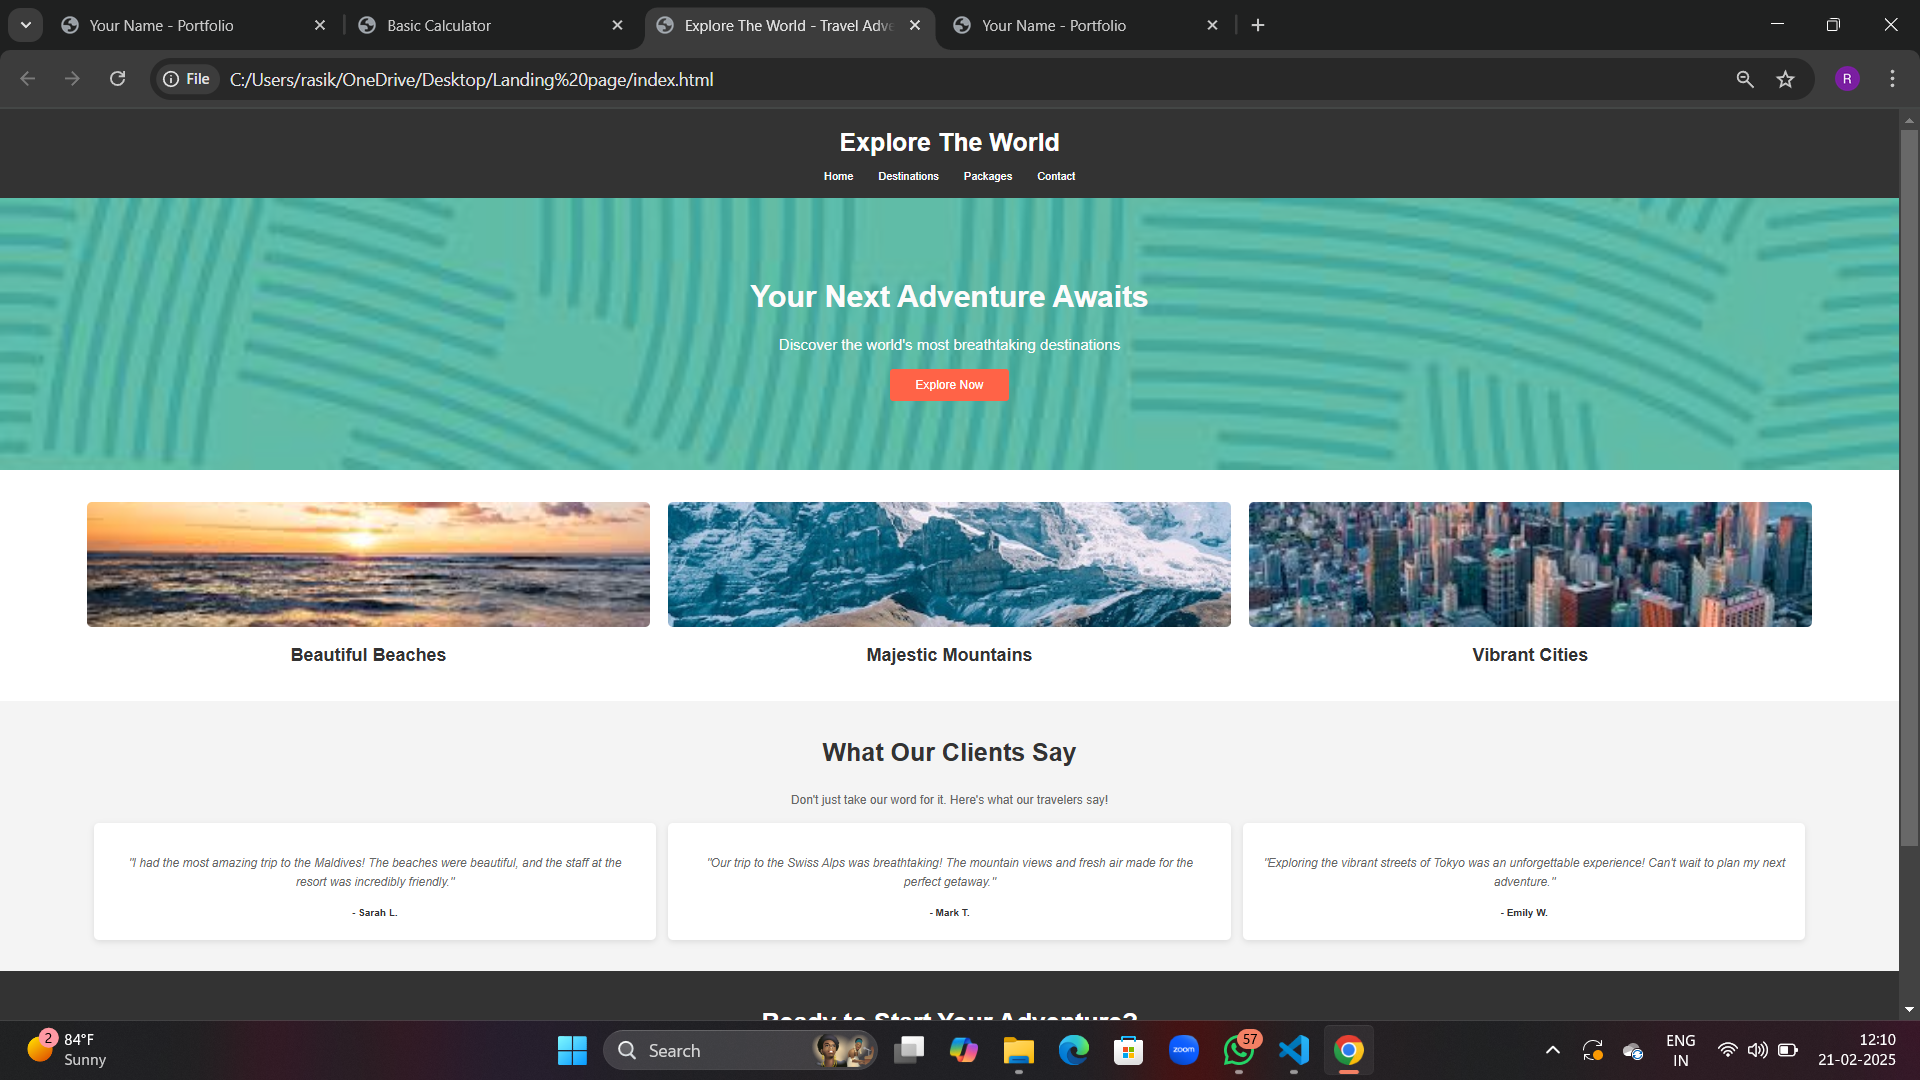 Your Name - Portfolio
Basic Calculator
Explore The World - Travel Adve
Your Name - Portfolio
File
C:/Users/rasik/OneDrive/Desktop/Landing%20page/index.html
R
Explore The World
Home Destinations Packages Contact
Your Next Adventure Awaits
Discover the world's most breathtaking destinations
Explore Now
Beautiful Beaches
Majestic Mountains
Vibrant Cities
What Our Clients Say
Don't just take our word for it. Here's what our travelers say!
"I had the most amazing trip to the Maldives! The beaches were beautiful, and the staff at the
resort was incredibly friendly."
- Sarah L.
"Our trip to the Swiss Alps was breathtaking! The mountain views and fresh air made for the
perfect getaway."
- Mark T.
"Exploring the vibrant streets of Tokyo was an unforgettable experience! Can't wait to plan my next
adventure."
- Emily W.
Ready to Start Your Adventure?
2
84°F
Sunny
Search
zoom
57
ENG
IN
12:10
21-02-2025